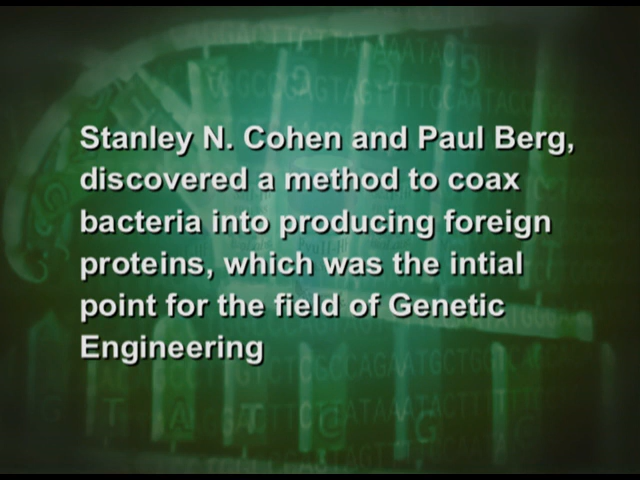 Stanley N. Cohen and Paul Berg,
discovered a method to coax
bacteria into producing foreign
proteins, which was the intial
point for the field of Genetic
Engineering